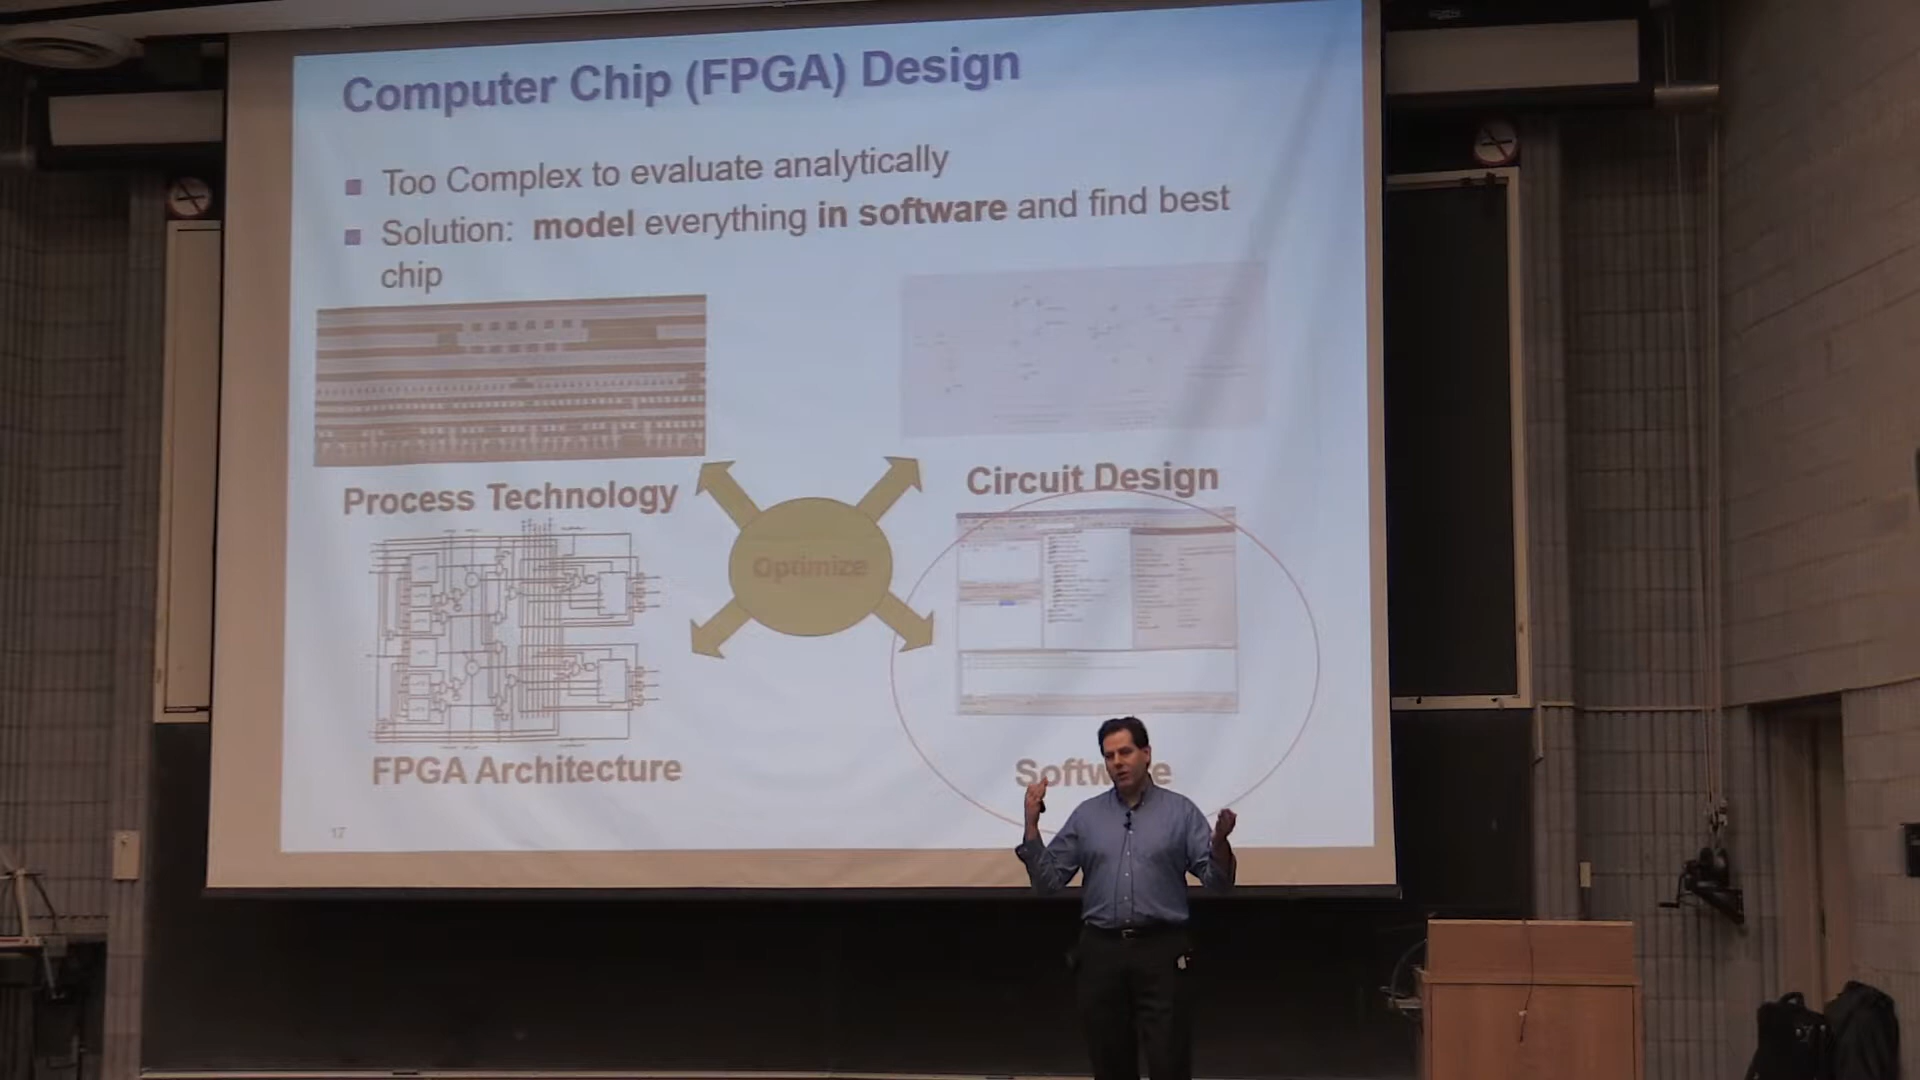 Computer Chip (FPGA) Design
Too Complex to evaluate analytically
Solution: model everything in software and find best
chip
Process Technology
Circuit Design
Optimize
FPGA Architecture
Software
17